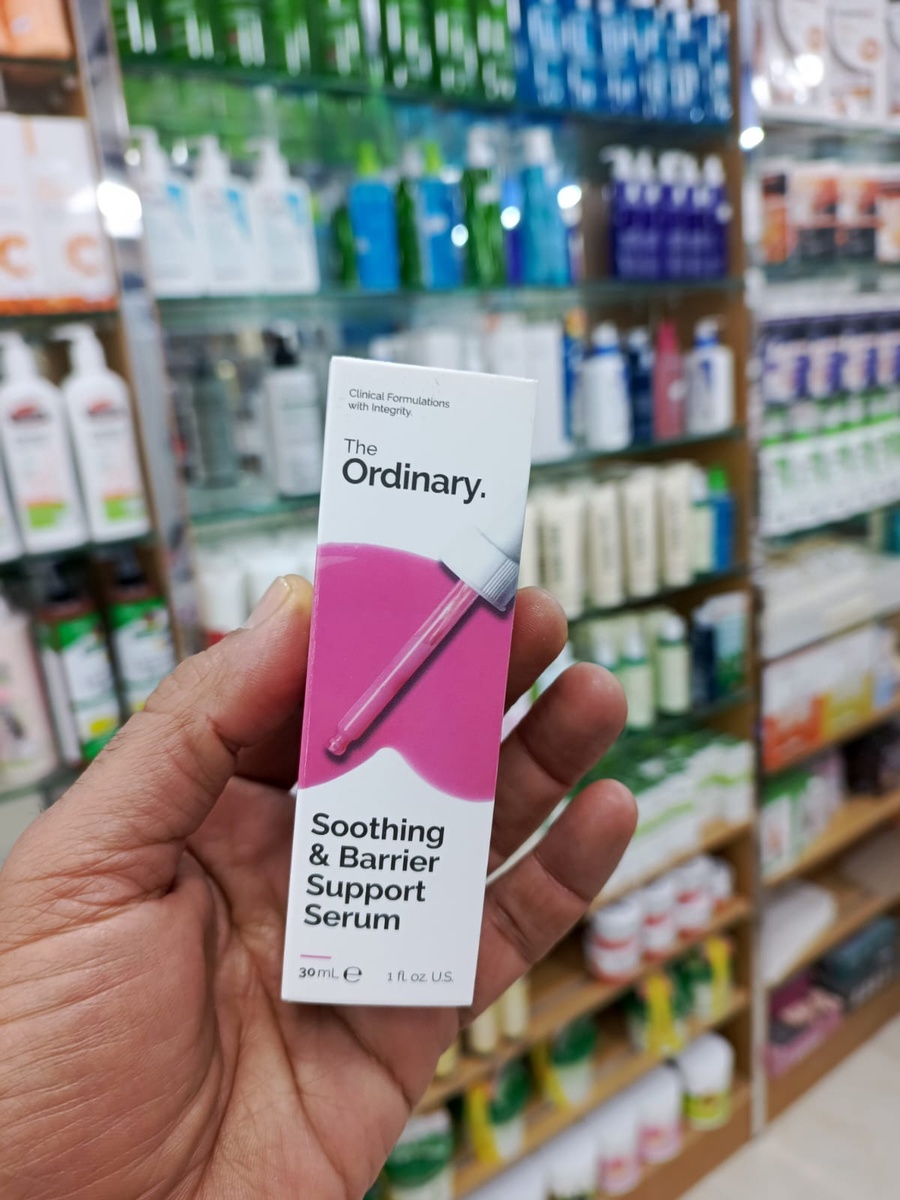 Clinical Formulations
with Integrity.
The
Ordinary.
Soothing
& Barrier
Support
Serum
30 mL ℮ 1 fl. oz. U.S.